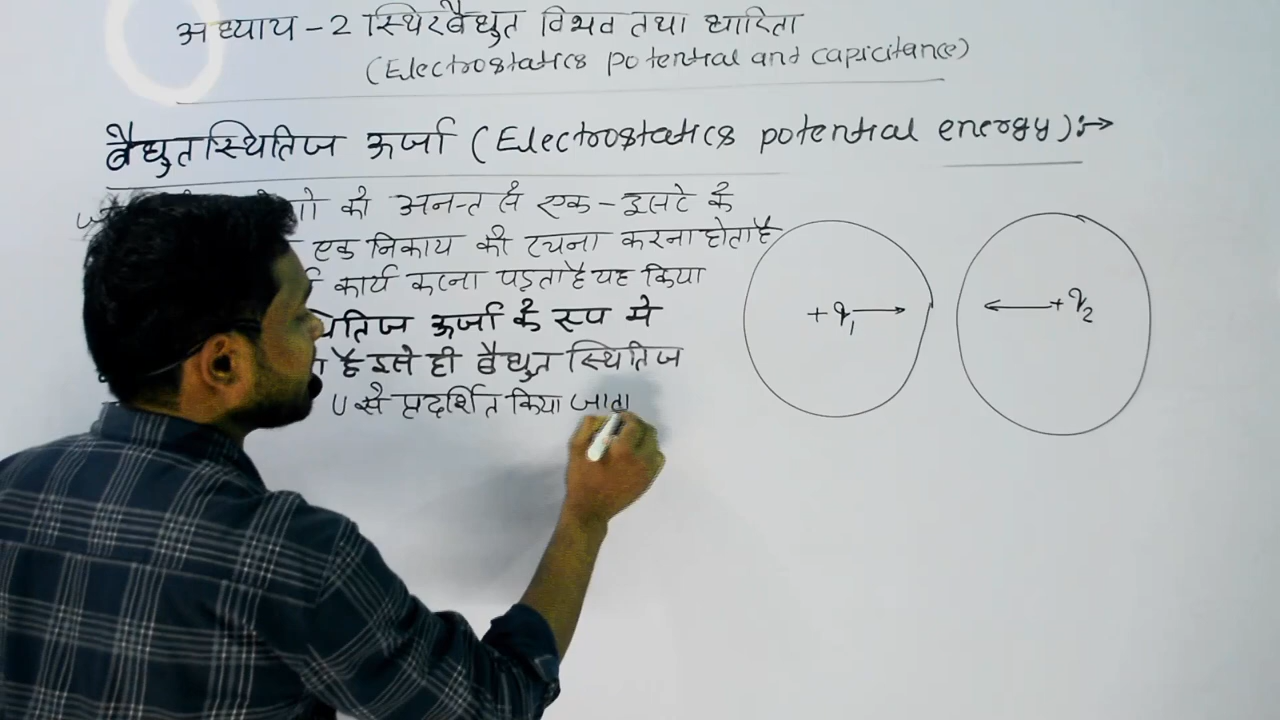 अध्याय - 2 स्थिरवैद्युत विभव तथा धारिता
(Electrostatics potential and capacitance)
वैद्युत स्थितिज ऊर्जा (Electrostatics potential energy):→
को अनन्त से एक - दूसरे के
एक निकाय की रचना करना होता है
कार्य करना पड़ता है यह किया
स्थितिज ऊर्जा के रूप मे
है इसे ही वैद्युत स्थितिज
U से प्रदर्शित किया जाता
+q₁
+q₂